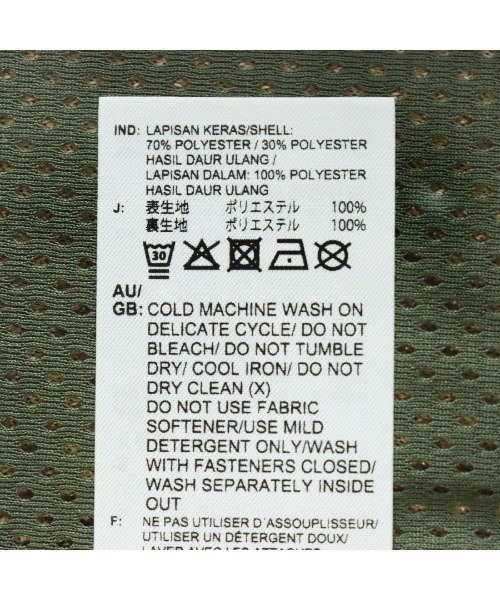 IND: LAPISAN KERAS/SHELL:
70% POLYESTER / 30% POLYESTER
HASIL DAUR ULANG /
LAPISAN DALAM: 100% POLYESTER
HASIL DAUR ULANG
J: 表生地 ポリエステル 100%
裏生地 ポリエステル 100%
30
AU/
GB: COLD MACHINE WASH ON
DELICATE CYCLE/ DO NOT
BLEACH/ DO NOT TUMBLE
DRY/ COOL IRON/ DO NOT
DRY CLEAN (X)
DO NOT USE FABRIC
SOFTENER/USE MILD
DETERGENT ONLY/WASH
WITH FASTENERS CLOSED/
WASH SEPARATELY INSIDE
OUT
F: NE PAS UTILISER D´ASSOUPLISSEUR/
UTILISER UN DÉTERGENT DOUX/
LAVER AVEC LES ATTACHES